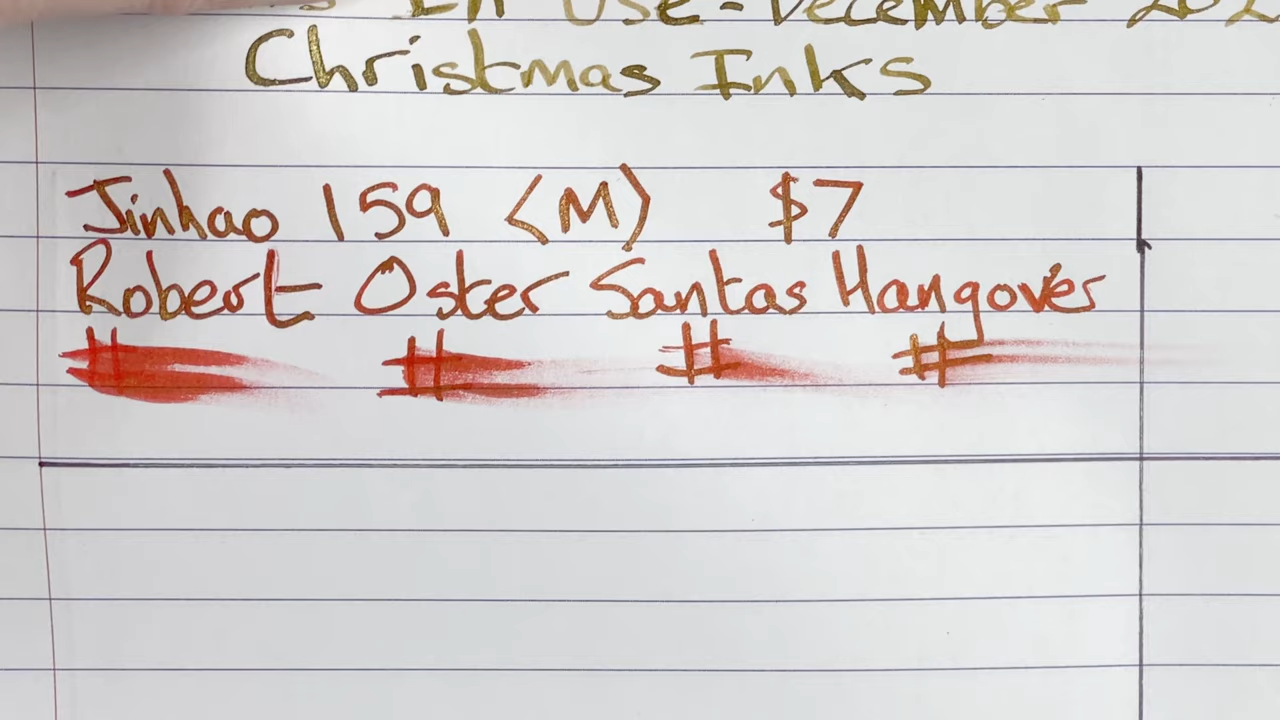 In Use - December
Christmas Inks
Jinhao 159 <M> $7
Robert Oster Santas Hangover
# # # #